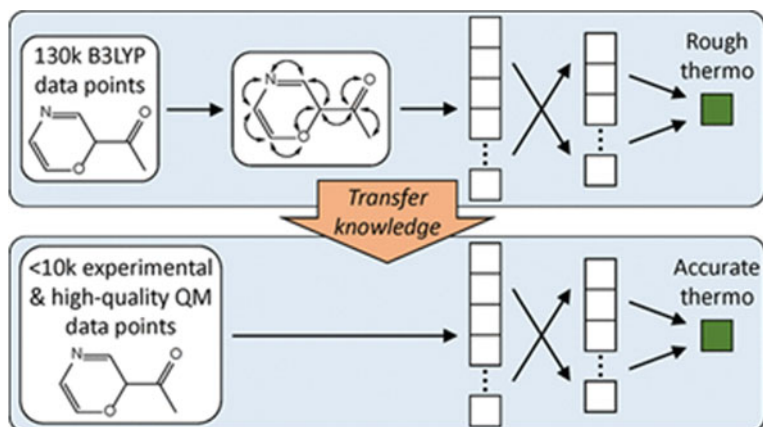 130k B3LYP
data points
N
O
O
N
O
O
Rough
thermo
Transfer
knowledge
<10k experimental
& high-quality QM
data points
N
O
O
Accurate
thermo